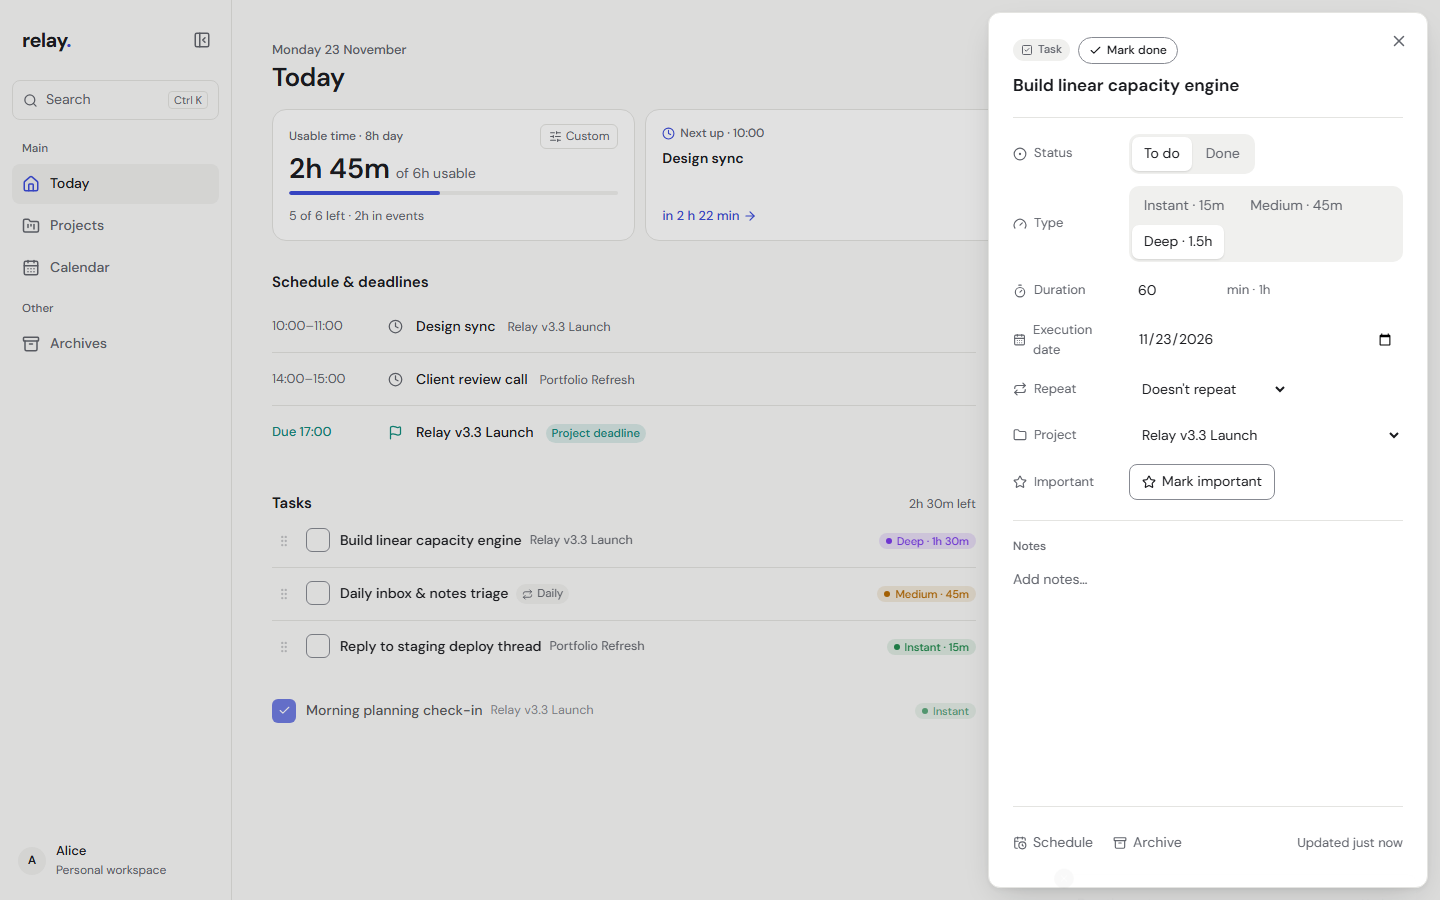 relay.
Search
Ctrl K
Main
Today
Projects
Calendar
Other
Archives
A
Alice
Personal workspace
Monday 23 November
Today
Usable time · 8h day
Custom
2h 45m of 6h usable
5 of 6 left · 2h in events
Next up · 10:00
Design sync
in 2 h 22 min →
Schedule & deadlines
10:00–11:00 Design sync Relay v3.3 Launch
14:00–15:00 Client review call Portfolio Refresh
Due 17:00 Relay v3.3 Launch Project deadline
Tasks 2h 30m left
Build linear capacity engine Relay v3.3 Launch Deep · 1h 30m
Daily inbox & notes triage Daily Medium · 45m
Reply to staging deploy thread Portfolio Refresh Instant · 15m
Morning planning check-in Relay v3.3 Launch Instant
Task Mark done
Build linear capacity engine
Status To do Done
Type Instant · 15m Medium · 45m
Deep · 1.5h
Duration 60 min · 1h
Execution
date
11/23/2026
Repeat Doesn't repeat
Project Relay v3.3 Launch
Important Mark important
Notes
Add notes…
Schedule Archive Updated just now